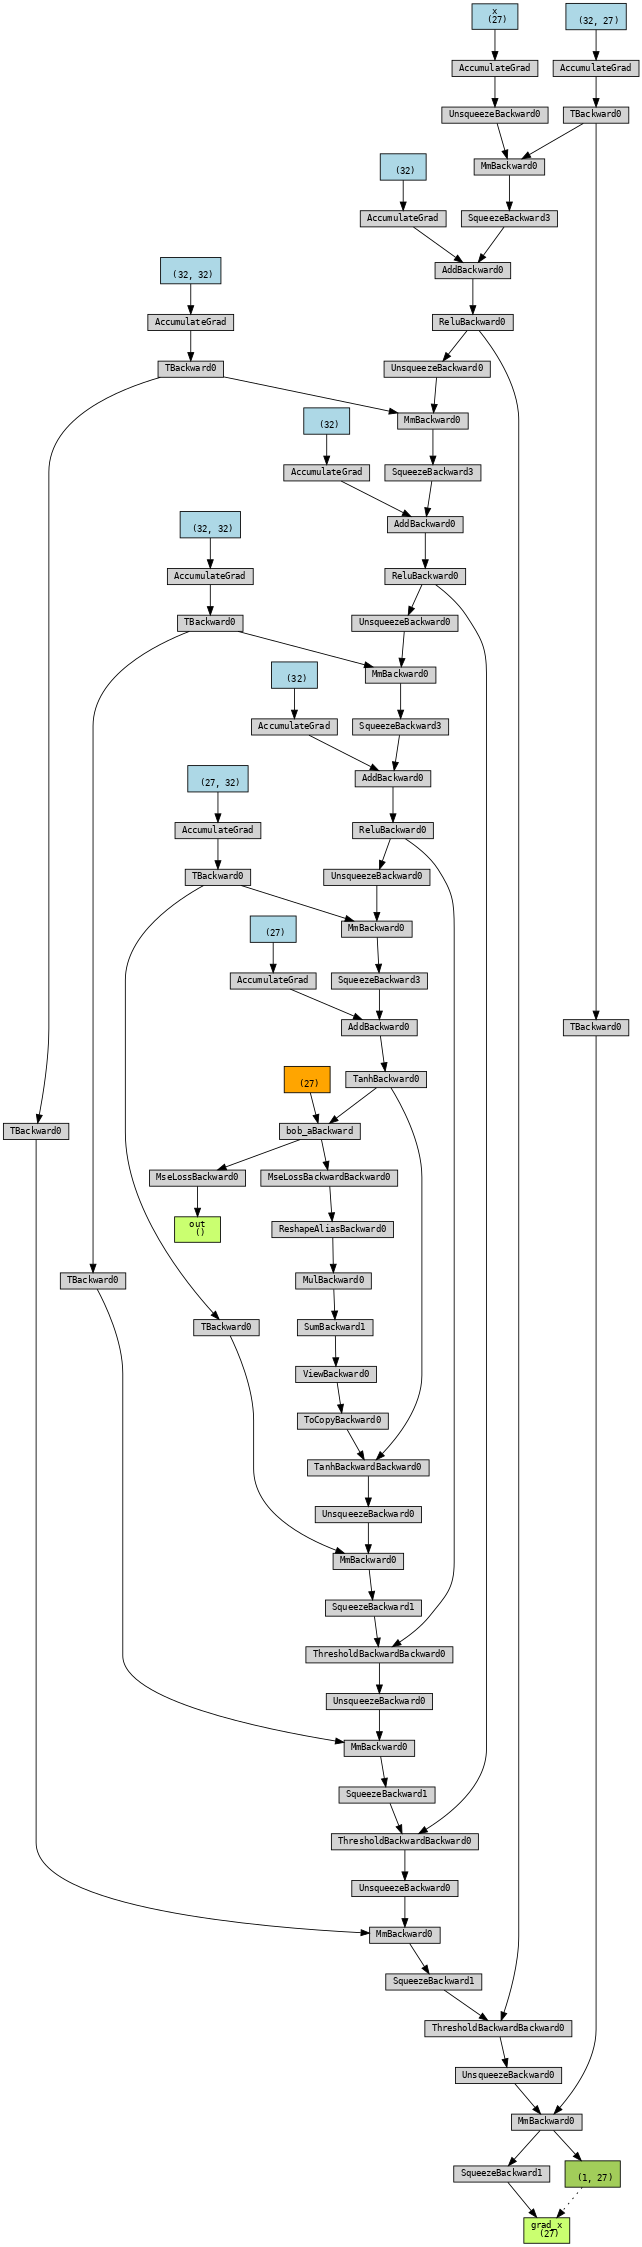 x
(27)
(32, 27)
AccumulateGrad
AccumulateGrad
UnsqueezeBackward0
TBackward0
(32)
MmBackward0
AccumulateGrad
SqueezeBackward3
(32, 32)
AddBackward0
AccumulateGrad
ReluBackward0
TBackward0
UnsqueezeBackward0
(32)
MmBackward0
AccumulateGrad
SqueezeBackward3
(32, 32)
AddBackward0
AccumulateGrad
ReluBackward0
TBackward0
UnsqueezeBackward0
(32)
MmBackward0
AccumulateGrad
SqueezeBackward3
(27, 32)
AddBackward0
AccumulateGrad
ReluBackward0
TBackward0
UnsqueezeBackward0
(27)
MmBackward0
AccumulateGrad
SqueezeBackward3
AddBackward0
TBackward0
(27)
TanhBackward0
TBackward0
bob_aBackward
MseLossBackward0
MseLossBackwardBackward0
out
()
ReshapeAliasBackward0
TBackward0
MulBackward0
TBackward0
SumBackward1
ViewBackward0
ToCopyBackward0
TanhBackwardBackward0
UnsqueezeBackward0
MmBackward0
SqueezeBackward1
ThresholdBackwardBackward0
UnsqueezeBackward0
MmBackward0
SqueezeBackward1
ThresholdBackwardBackward0
UnsqueezeBackward0
MmBackward0
SqueezeBackward1
ThresholdBackwardBackward0
UnsqueezeBackward0
MmBackward0
SqueezeBackward1
(1, 27)
grad_x
(27)